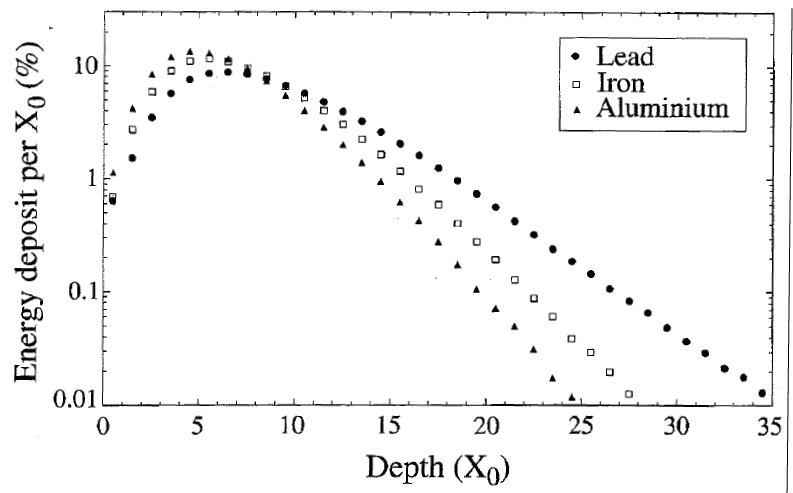 Energy deposit per X₀ (%)
10
1
0.1
0.01
Lead
Iron
Aluminium
0 5 10 15 20 25 30 35
Depth (X₀)